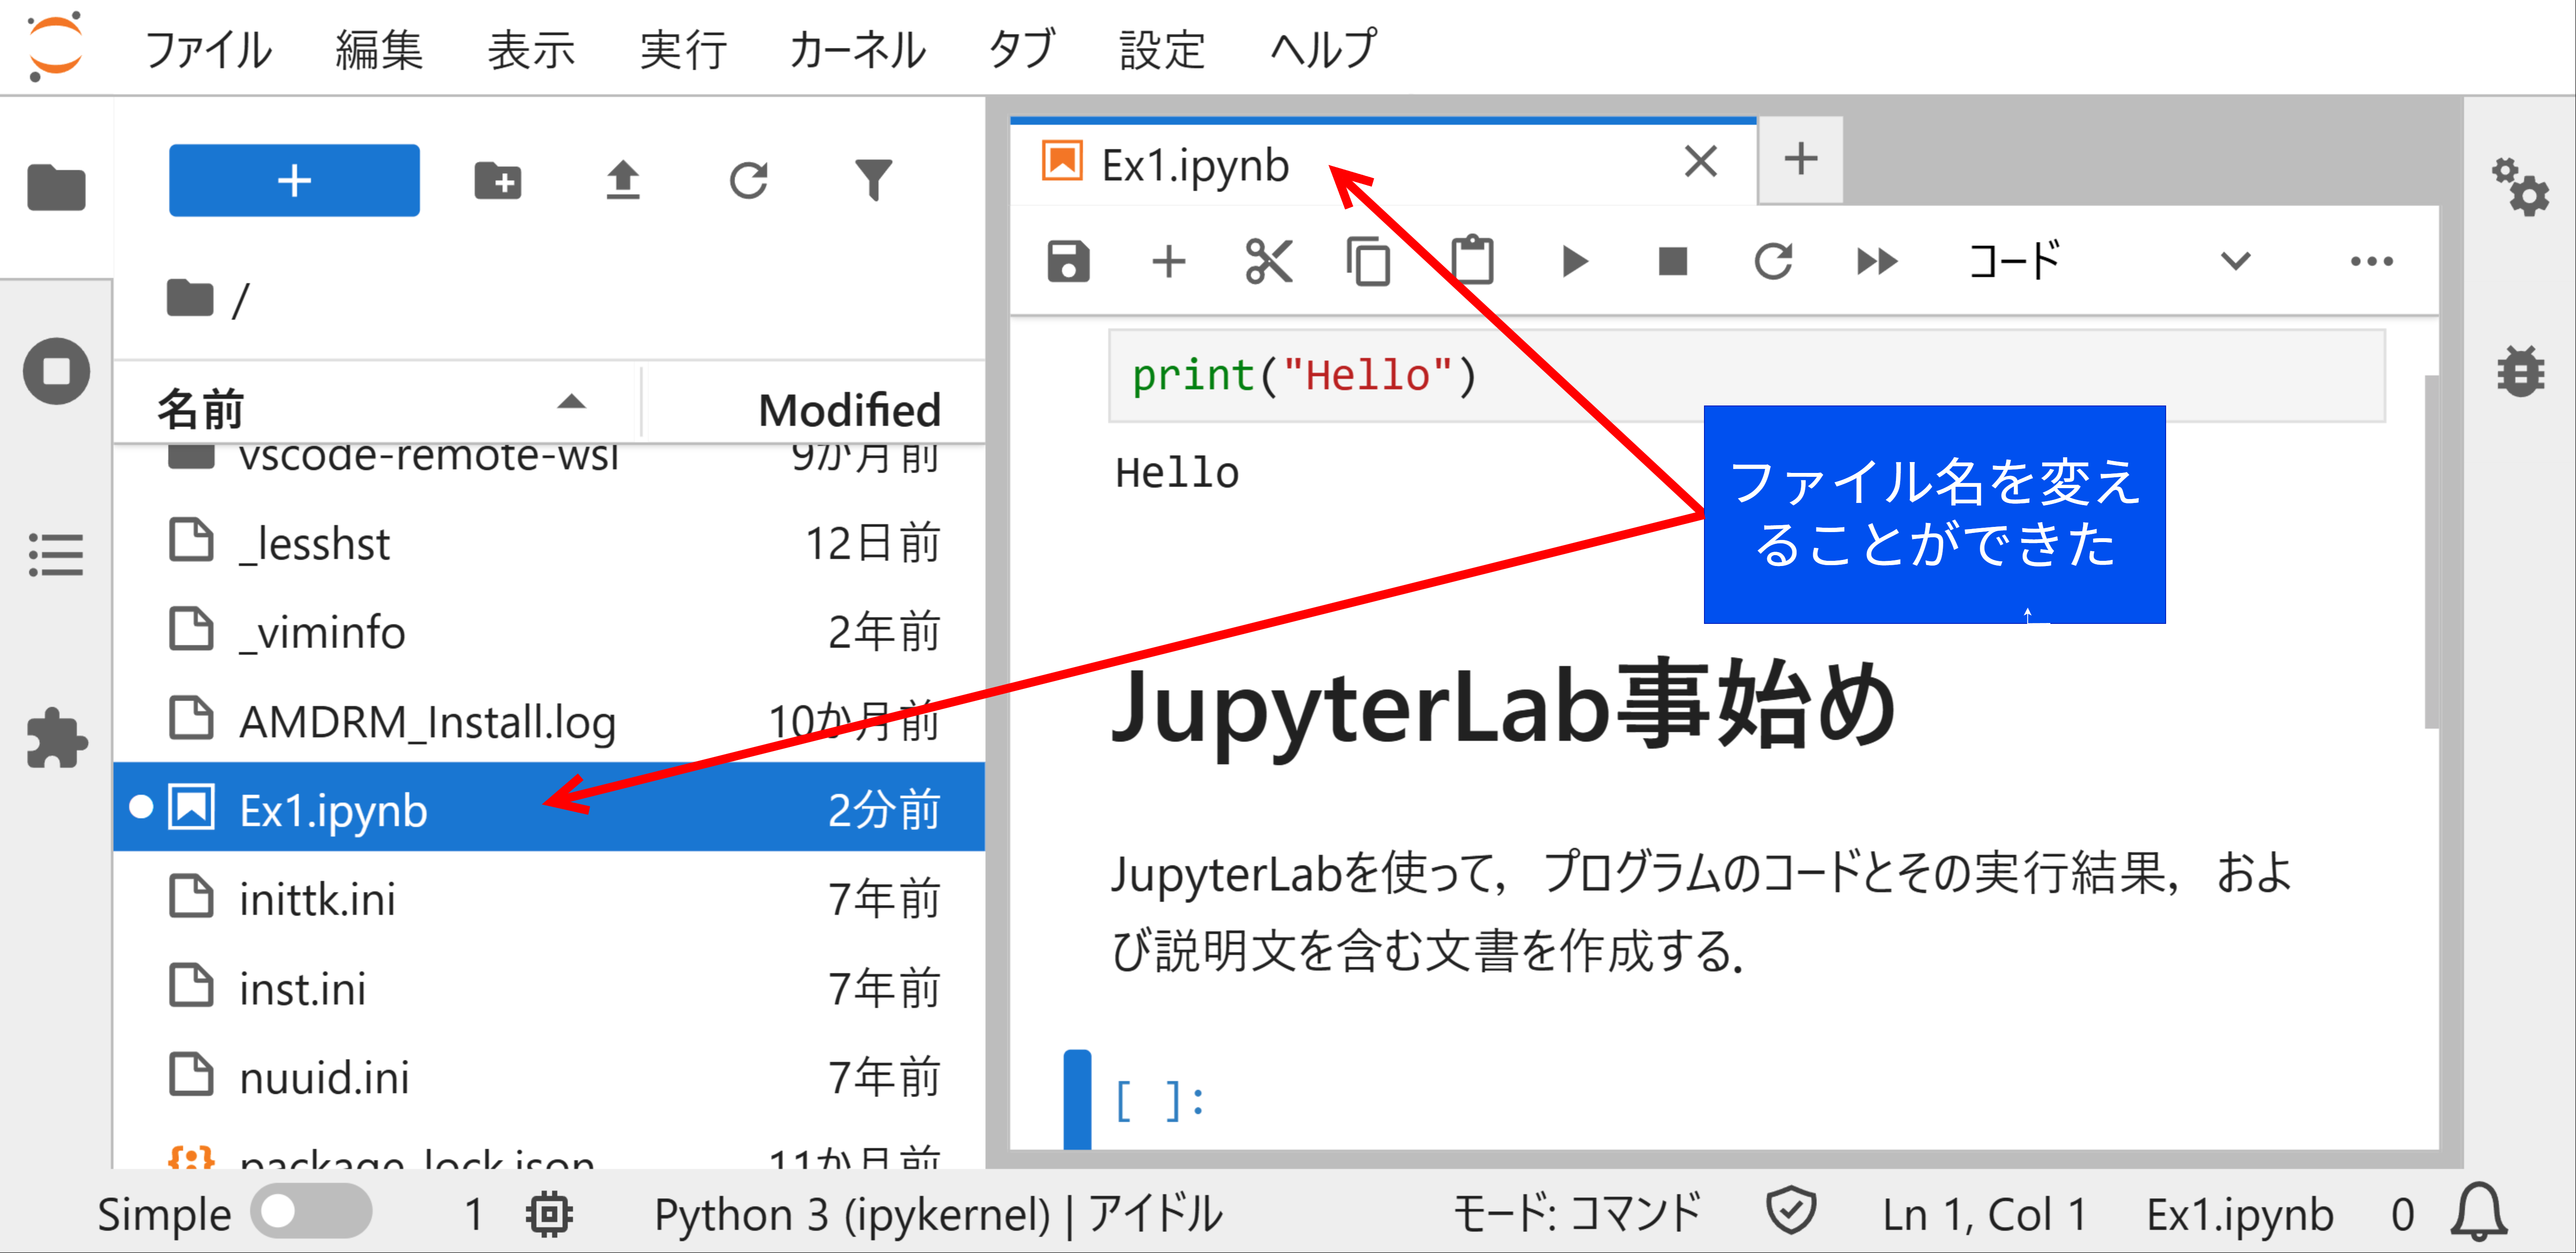 ファイル 編集 表示 実行 カーネル タブ 設定 ヘルプ
+
/
名前 Modified
vscode-remote-wsl 9か月前
_lesshst 12日前
_viminfo 2年前
AMDRM_Install.log 10か月前
Ex1.ipynb 2分前
inittk.ini 7年前
inst.ini 7年前
nuuid.ini 7年前
package-lock.json 11か月前
Ex1.ipynb
コード
print("Hello")
Hello
ファイル名を変え
ることができた
JupyterLab事始め
JupyterLabを使って，プログラムのコードとその実行結果，およ
び説明文を含む文書を作成する．
[ ]:
Simple 1 Python 3 (ipykernel) | アイドル モード: コマンド Ln 1, Col 1 Ex1.ipynb 0